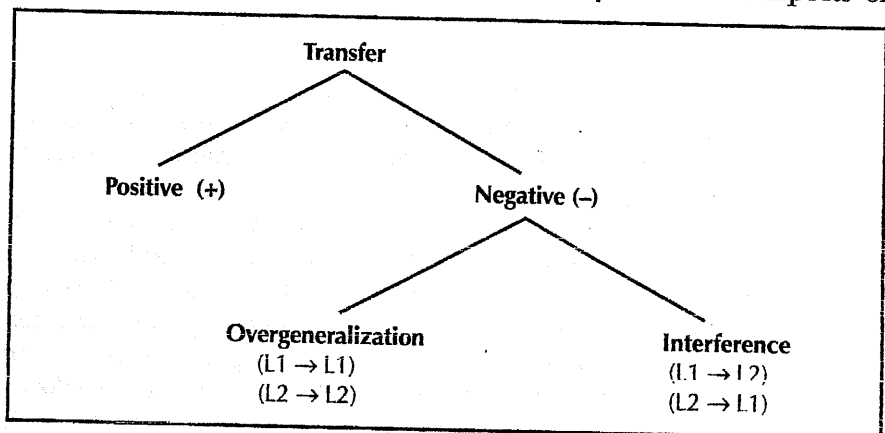 Transfer
Positive (+)
Negative (–)
Overgeneralization
(L1 → L1)
(L2 → L2)
Interference
(L1 → L2)
(L2 → L1)